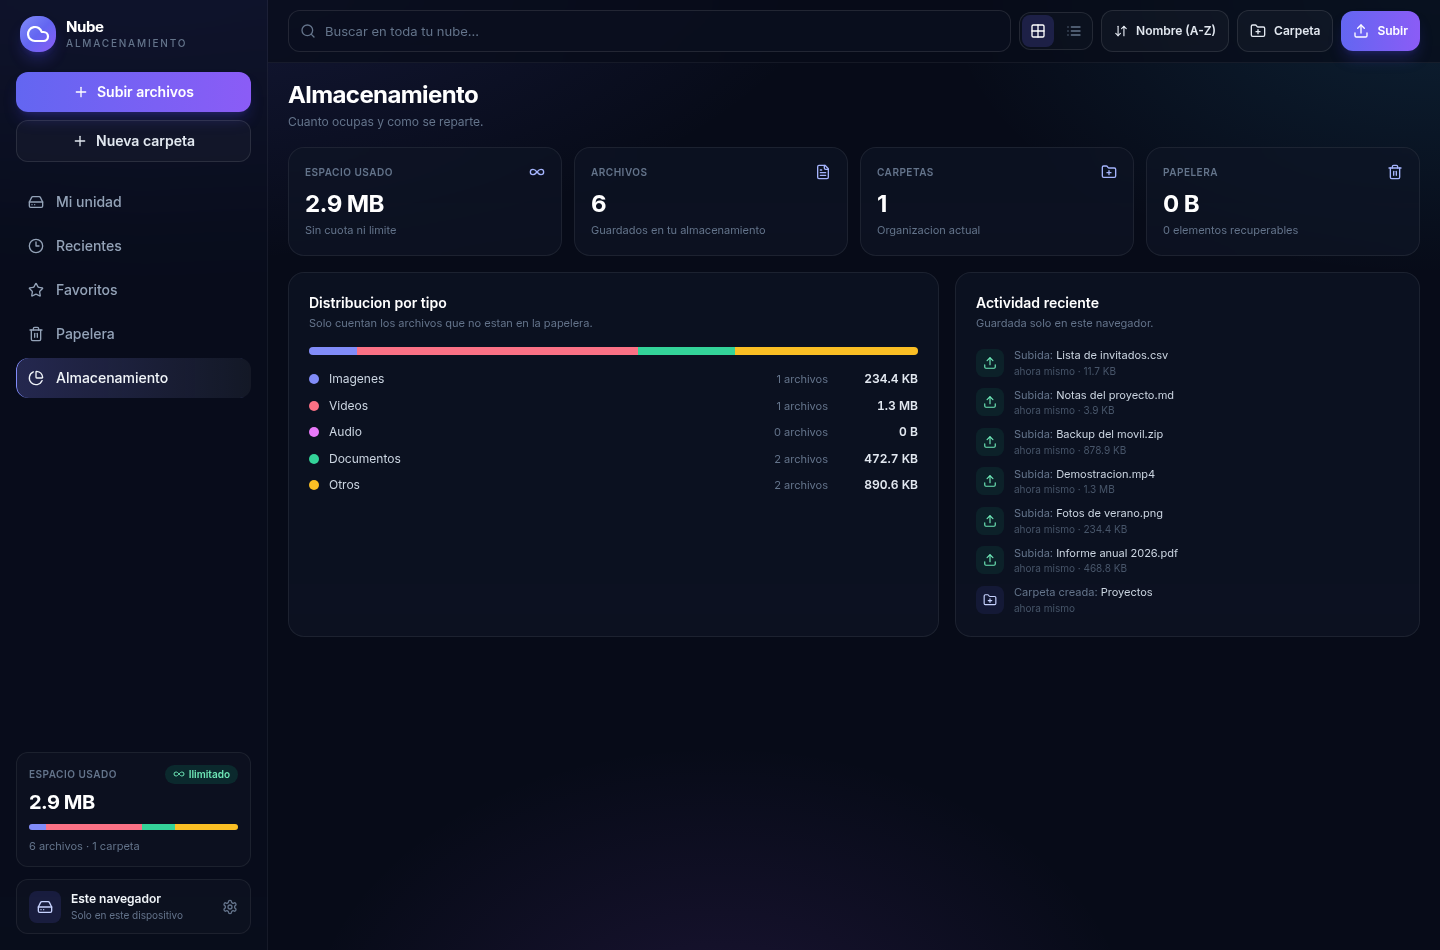 Nube
ALMACENAMIENTO
Subir archivos
Nueva carpeta
Mi unidad
Recientes
Favoritos
Papelera
Almacenamiento
ESPACIO USADO
Ilimitado
2.9 MB
6 archivos · 1 carpeta
Este navegador
Solo en este dispositivo
Buscar en toda tu nube...
Nombre (A-Z)
Carpeta
Subir
Almacenamiento
Cuanto ocupas y como se reparte.
ESPACIO USADO
2.9 MB
Sin cuota ni limite
ARCHIVOS
6
Guardados en tu almacenamiento
CARPETAS
1
Organizacion actual
PAPELERA
0 B
0 elementos recuperables
Distribucion por tipo
Solo cuentan los archivos que no estan en la papelera.
Imagenes 1 archivos 234.4 KB
Videos 1 archivos 1.3 MB
Audio 0 archivos 0 B
Documentos 2 archivos 472.7 KB
Otros 2 archivos 890.6 KB
Actividad reciente
Guardada solo en este navegador.
Subida: Lista de invitados.csv
ahora mismo · 11.7 KB
Subida: Notas del proyecto.md
ahora mismo · 3.9 KB
Subida: Backup del movil.zip
ahora mismo · 878.9 KB
Subida: Demostracion.mp4
ahora mismo · 1.3 MB
Subida: Fotos de verano.png
ahora mismo · 234.4 KB
Subida: Informe anual 2026.pdf
ahora mismo · 468.8 KB
Carpeta creada: Proyectos
ahora mismo